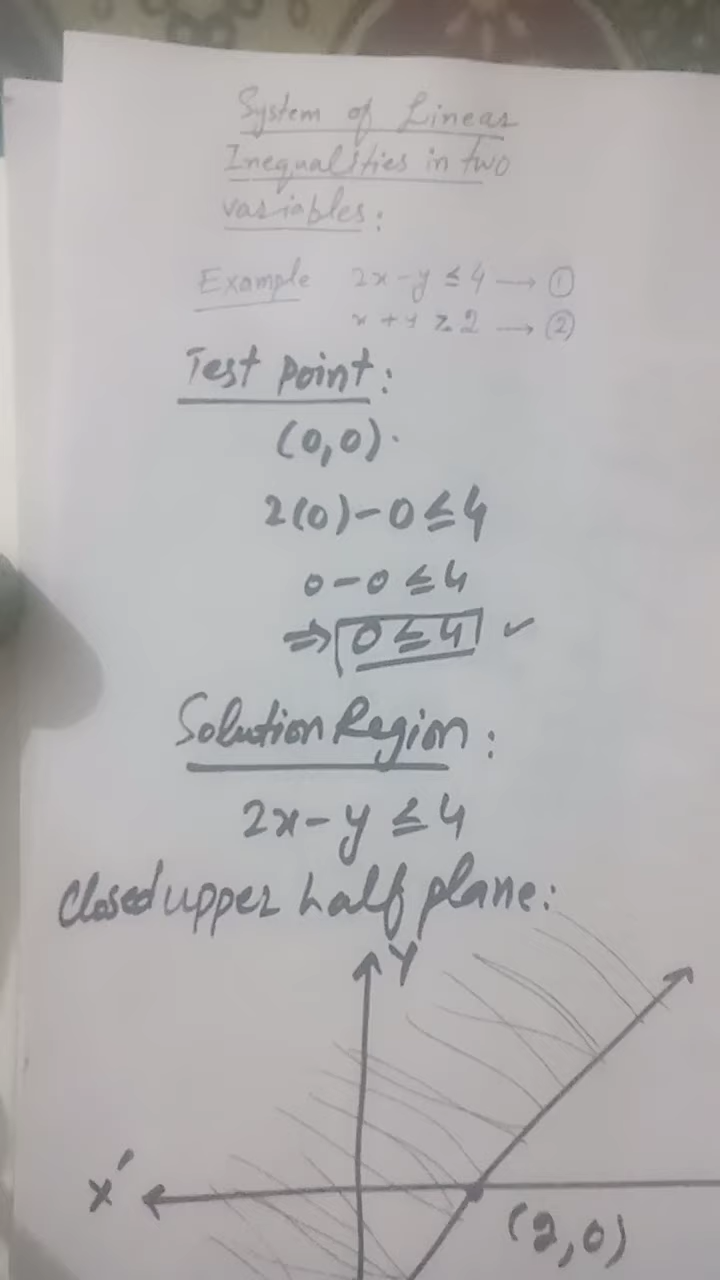 System of Linear
Inequalities in two
variables:
Example 2x-y ≤ 4 → ①
x + y ≥ 2 → ②
Test point:
(0,0).
2(0)-0 ≤ 4
0-0 ≤ 4
⇒ 0 ≤ 4 ✓
Solution Region:
2x-y ≤ 4
Closed upper half plane:
Y
X'
(2,0)